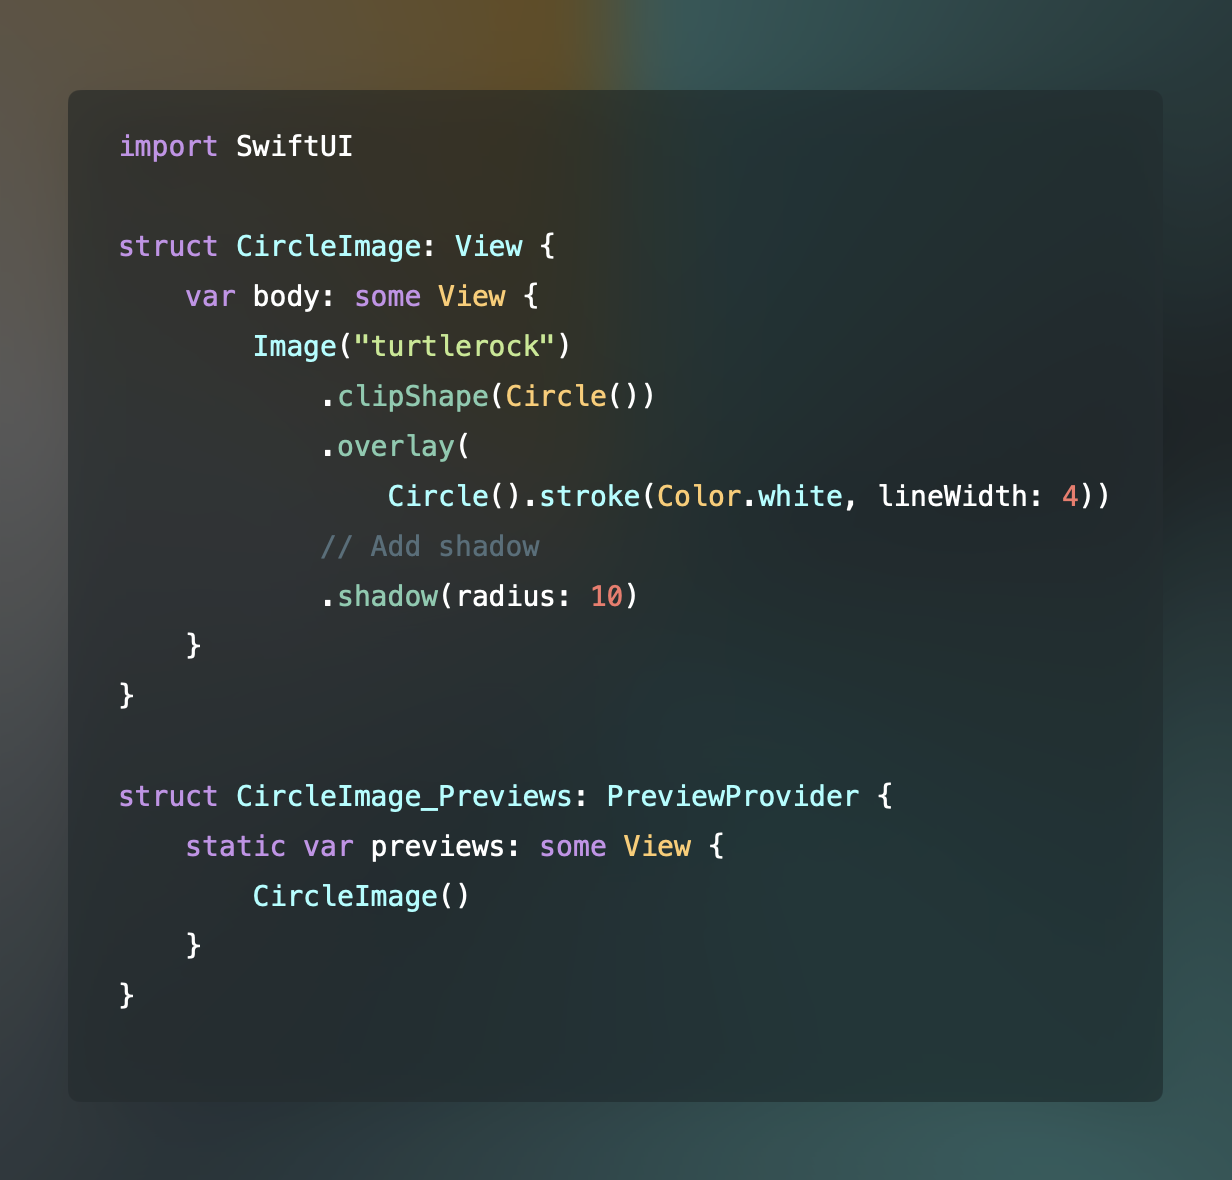 import SwiftUI

struct CircleImage: View {
    var body: some View {
        Image("turtlerock")
            .clipShape(Circle())
            .overlay(
                Circle().stroke(Color.white, lineWidth: 4))
            // Add shadow
            .shadow(radius: 10)
    }
}

struct CircleImage_Previews: PreviewProvider {
    static var previews: some View {
        CircleImage()
    }
}